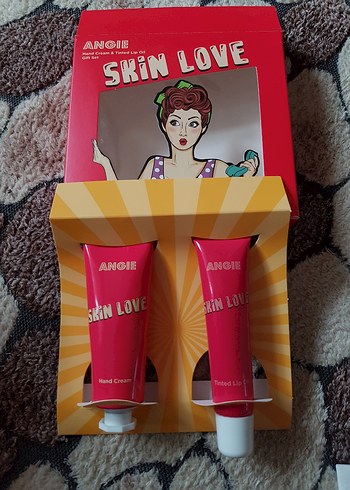 ANGIE
Hand Cream & Tinted Lip Oil
Gift Set
SKiN LOVE
ANGIE
SKiN LOVE
Hand Cream
ANGIE
SKiN LOVE
Tinted Lip